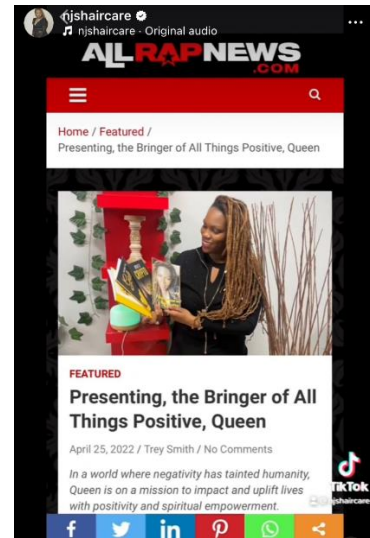 njshaircare
njshaircare · Original audio
ALLRAPNEWS
.COM
Home / Featured /
Presenting, the Bringer of All Things Positive, Queen
FEATURED
Presenting, the Bringer of All
Things Positive, Queen
April 25, 2022 / Trey Smith / No Comments
In a world where negativity has tainted humanity,
Queen is on a mission to impact and uplift lives
with positivity and spiritual empowerment.
TikTok
@njshaircare